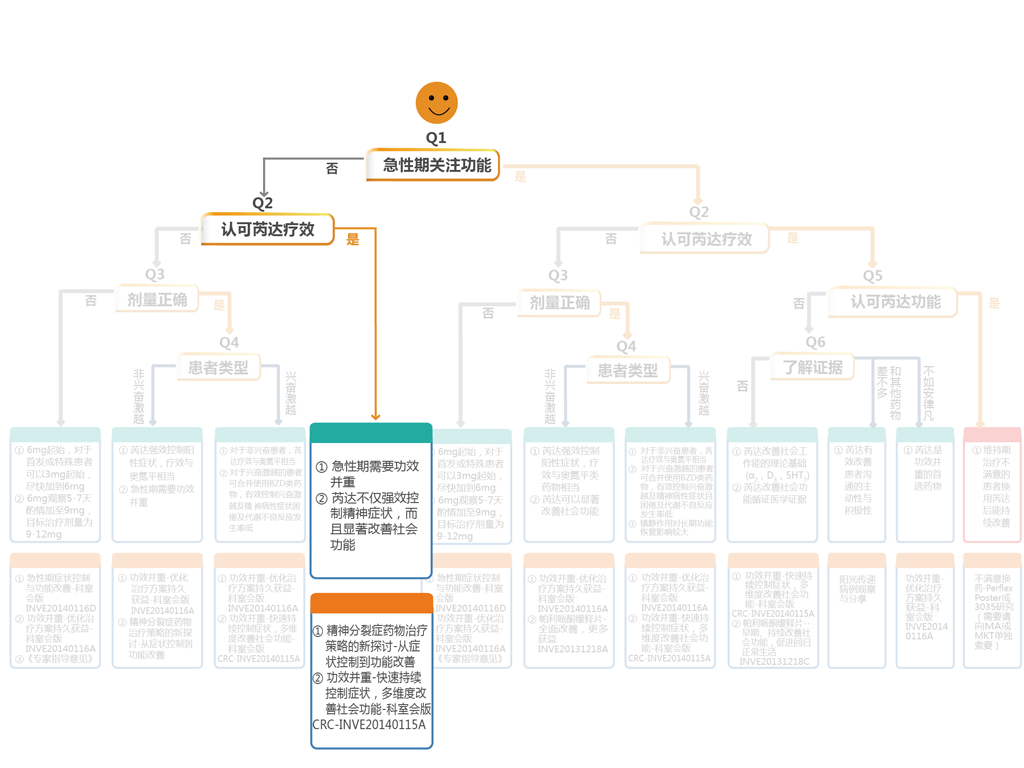 Q1
急性期关注功能
否
是
Q2
认可芮达疗效
否
是
Q2
认可芮达疗效
否
是
Q3
剂量正确
否
是
Q3
剂量正确
否
是
Q5
认可芮达功能
否
是
Q4
患者类型
非兴奋激越
兴奋激越
Q4
患者类型
非兴奋激越
兴奋激越
Q6
了解证据
否
差不多
和其他药物
不如安律凡
① 6mg起始，对于
首发或特殊患者
可以3mg起始，
尽快加到6mg
② 6mg观察5-7天
酌情加至9mg，
目标治疗剂量为
9-12mg
① 芮达强效控制阳
性症状，疗效与
奥氮平相当
② 急性期需要功效
并重
① 对于非兴奋患者，芮
达疗效与奥氮平相当
② 对于兴奋激越的患者
可合并使用BZD类药
物，有效控制兴奋激
越及精 神病性症状困
倦及代谢不良反应发
生率低
① 急性期需要功效
并重
② 芮达不仅强效控
制精神症状，而
且显著改善社会
功能
6mg起始，对于
首发或特殊患者
可以3mg起始，
尽快加到6mg
6mg观察5-7天
酌情加至9mg，
目标治疗剂量为
9-12mg
① 芮达强效控制
阳性症状，疗
效与奥氮平类
药物相当
② 芮达可以显著
改善社会功能
① 对于非兴奋患者，芮
达疗效与奥氮平相当
② 对于兴奋激越的患者
可合并使用BZD类药
物，有效控制兴奋激
越及精神病性症状目
困倦及代谢不良反应
发生率低
③ 镇静作用对长期功能
恢复影响较大
① 芮达改善社会工
作能的理论基础
(α₂，D₂，5HT₇)
② 芮达改善社会功
能循证医学证据
① 芮达有
效改善
患者沟
通的主
动性与
积极性
① 芮达是
功效并
重的首
选药物
① 维持期
治疗不
满意的
患者换
用芮达
后能持
续改善
① 急性期症状控制
与功能改善-科室
会版
INVE20140116D
② 功效并重-优化治
疗方案持久获益-
科室会版
INVE20140116A
③《专家指导意见》
① 功效并重-优化
治疗方案持久
获益-科室会版
INVE20140116A
② 精神分裂症药物
治疗策略的新探
讨-从症状控制到
功能改善
① 功效并重-优化治
疗方案持久获益-
科室会版
INVE20140116A
② 功效并重-快速持
续控制症状，多维
度改善社会功能-
科室会版
CRC-INVE20140115A
① 精神分裂症药物治疗
策略的新探讨-从症
状控制到功能改善
② 功效并重-快速持续
控制症状，多维度改
善社会功能-科室会版
CRC-INVE20140115A
急性期症状控制
与功能改善-科室
会版
INVE20140116D
功效并重-优化治
疗方案持久获益-
科室会版
INVE20140116A
《专家指导意见》
① 功效并重-优化治
疗方案持久获益-
科室会版
INVE20140116A
② 帕利哌酮缓释片-
全面改善，更多
获益
INVE20131218A
① 功效并重-优化治
疗方案持久获益-
科室会版
INVE20140116A
② 功效并重-快速持
续控制症状，多维
度改善社会功
能-科室会版
CRC-INVE20140115A
① 功效并重-快速持
续控制症状，多
维度改善社会功
能-科室会版
CRC-INVE20140115A
② 帕利哌酮缓释片--
早期、持续改善社
会功能，促进回归
正常生活
INVE20131218C
阳光传递
病例观察
与分享
功效并重-
优化治疗
方案持久
获益-科
室会版
INVE2014
0116A
不满意换
药-Perflex
Poster或
3035研究
（需要请
问MA或
MKT单独
索要）